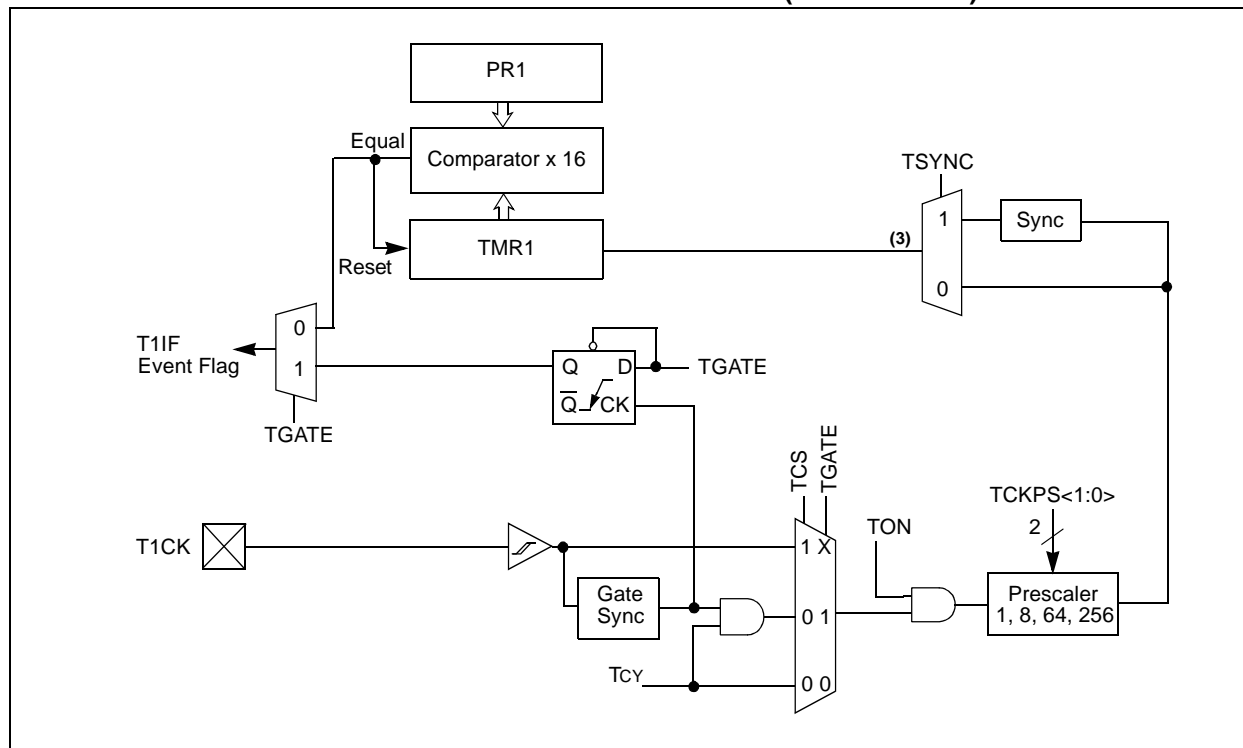 PR1
Equal
Comparator x 16
TSYNC
1
Sync
(3)
TMR1
Reset
0
0
T1IF
Event Flag
1
Q
D
TGATE
Q̅
CK
TGATE
TCS
TGATE
TCKPS<1:0>
2
TON
T1CK
1 X
Gate
Sync
Prescaler
1, 8, 64, 256
0 1
TCY
0 0